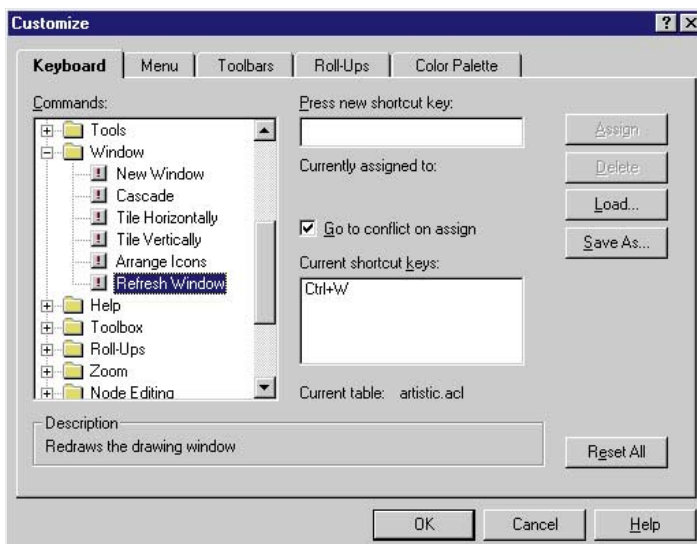 Customize
Keyboard
Menu
Toolbars
Roll-Ups
Color Palette
Commands:
Tools
Window
New Window
Cascade
Tile Horizontally
Tile Vertically
Arrange Icons
Refresh Window
Help
Toolbox
Roll-Ups
Zoom
Node Editing
Press new shortcut key:
Currently assigned to:
Go to conflict on assign
Current shortcut keys:
Ctrl+W
Current table: artistic.acl
Assign
Delete
Load...
Save As...
Description
Redraws the drawing window
Reset All
OK
Cancel
Help